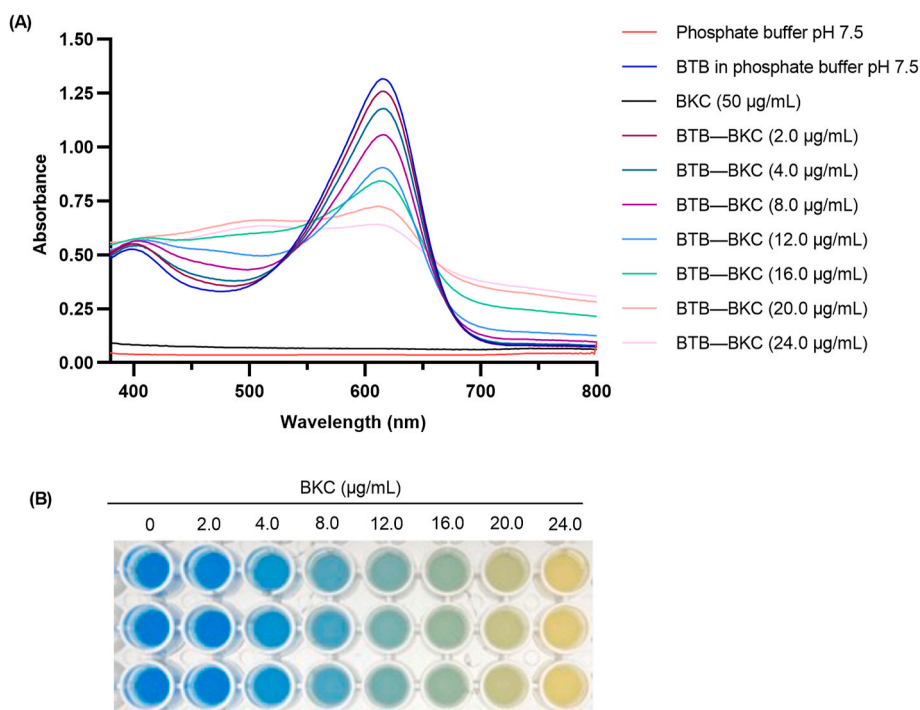 (A)
1.50
1.25
1.00
0.75
0.50
0.25
0.00
Absorbance
400 500 600 700 800
Wavelength (nm)
Phosphate buffer pH 7.5
BTB in phosphate buffer pH 7.5
BKC (50 µg/mL)
BTB—BKC (2.0 µg/mL)
BTB—BKC (4.0 µg/mL)
BTB—BKC (8.0 µg/mL)
BTB—BKC (12.0 µg/mL)
BTB—BKC (16.0 µg/mL)
BTB—BKC (20.0 µg/mL)
BTB—BKC (24.0 µg/mL)
(B)
BKC (µg/mL)
0 2.0 4.0 8.0 12.0 16.0 20.0 24.0